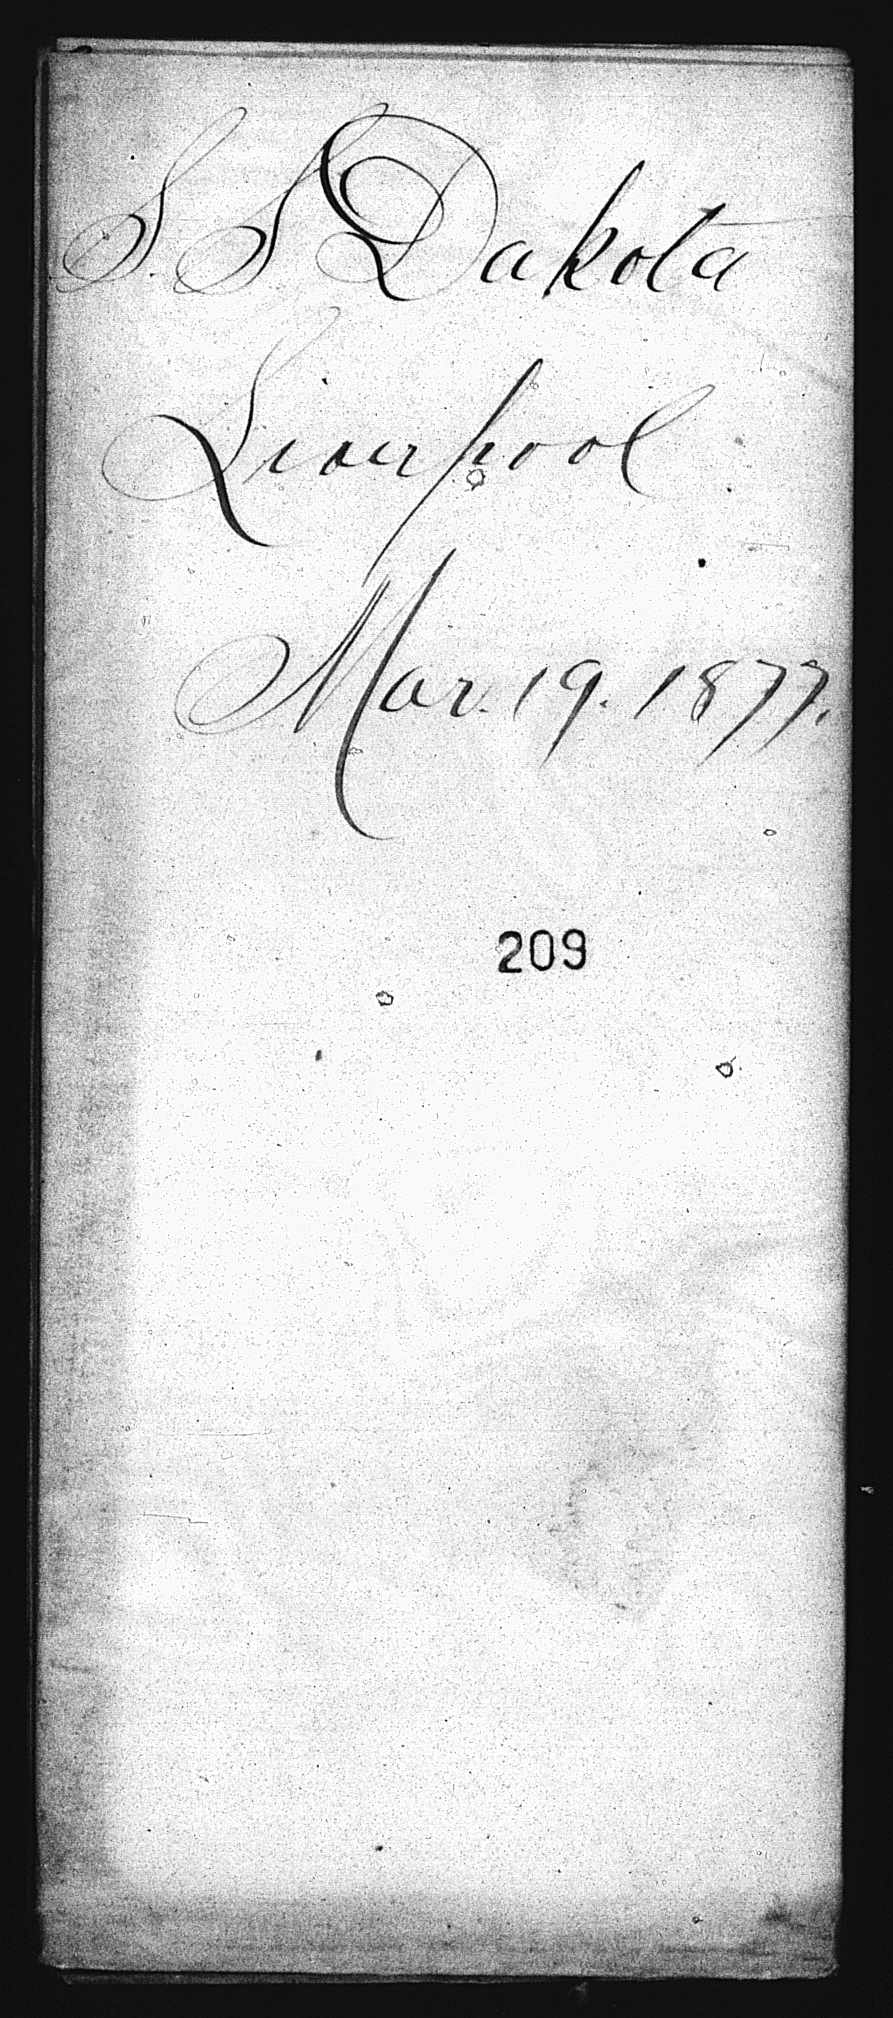 S. S. Dakota
Liverpool
Mar. 19. 1877.
209